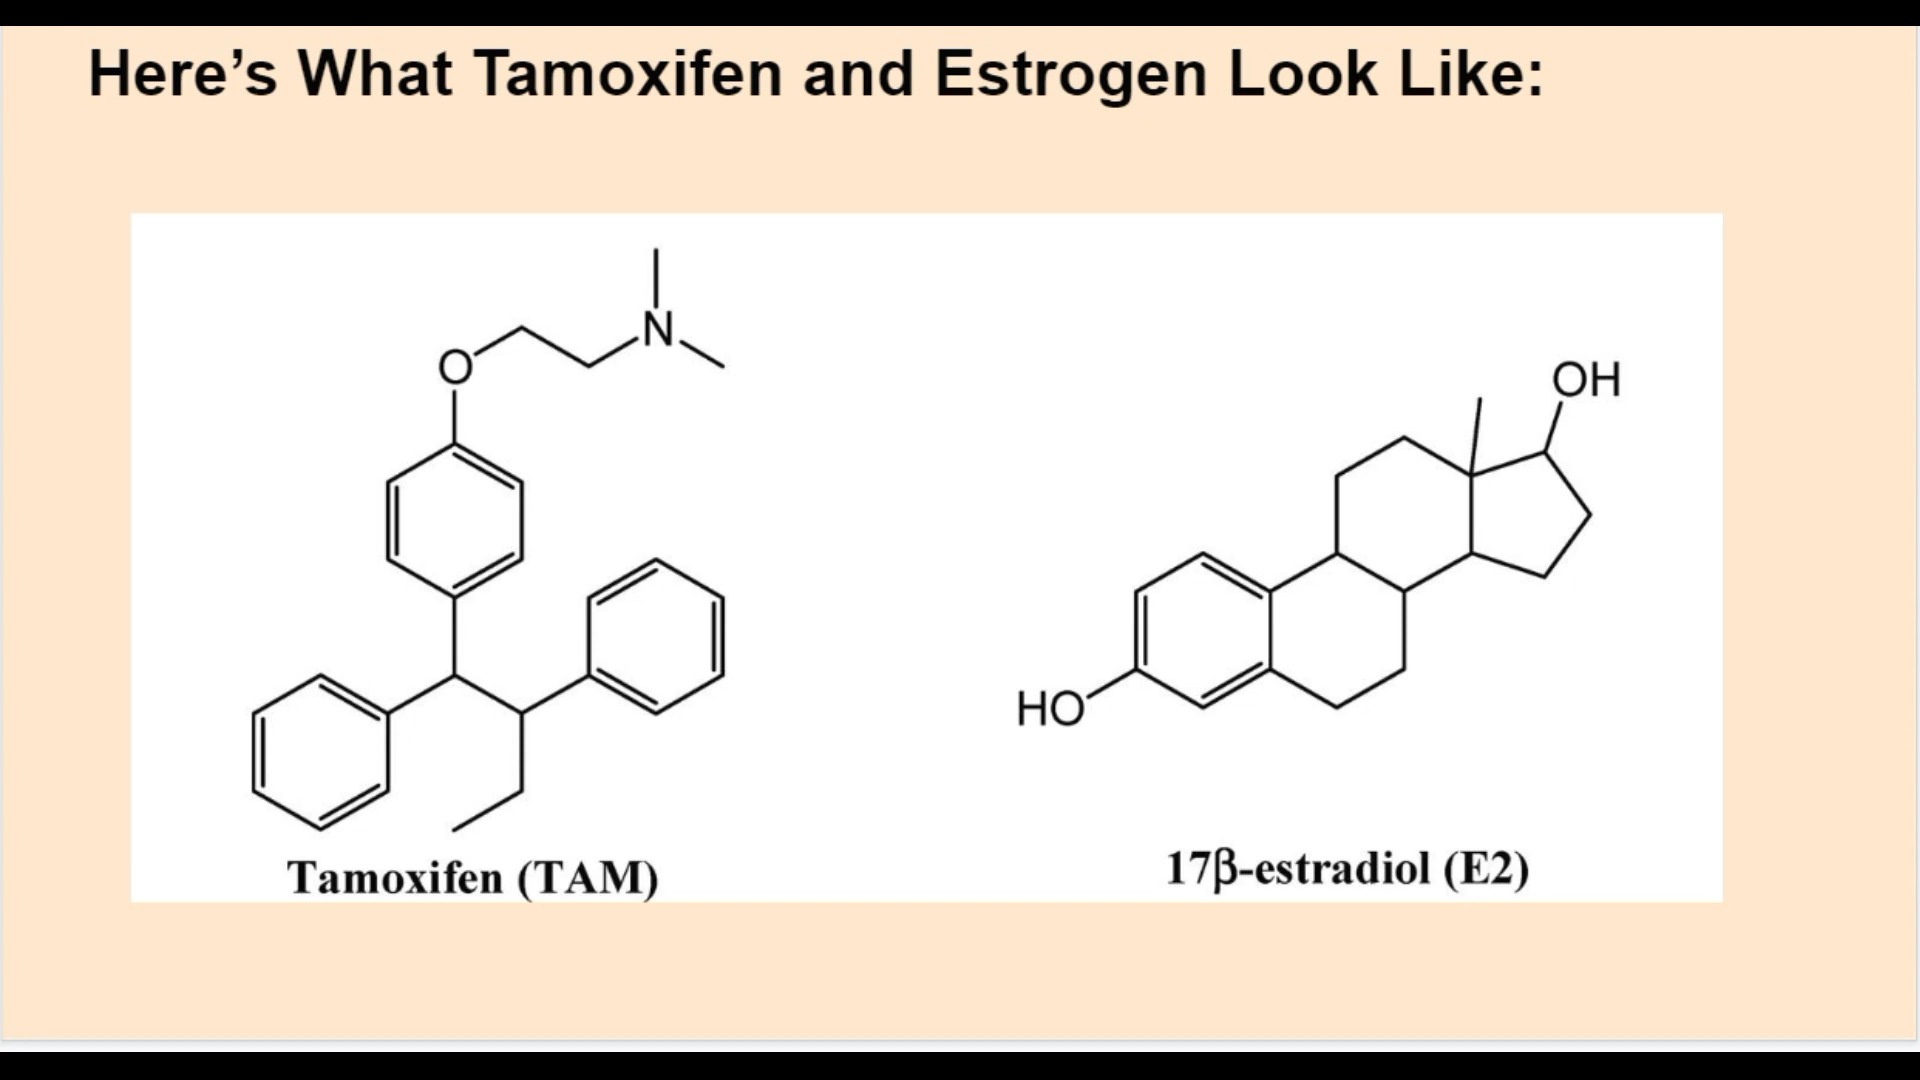 Here’s What Tamoxifen and Estrogen Look Like:
N
O
OH
HO
Tamoxifen (TAM)
17β-estradiol (E2)